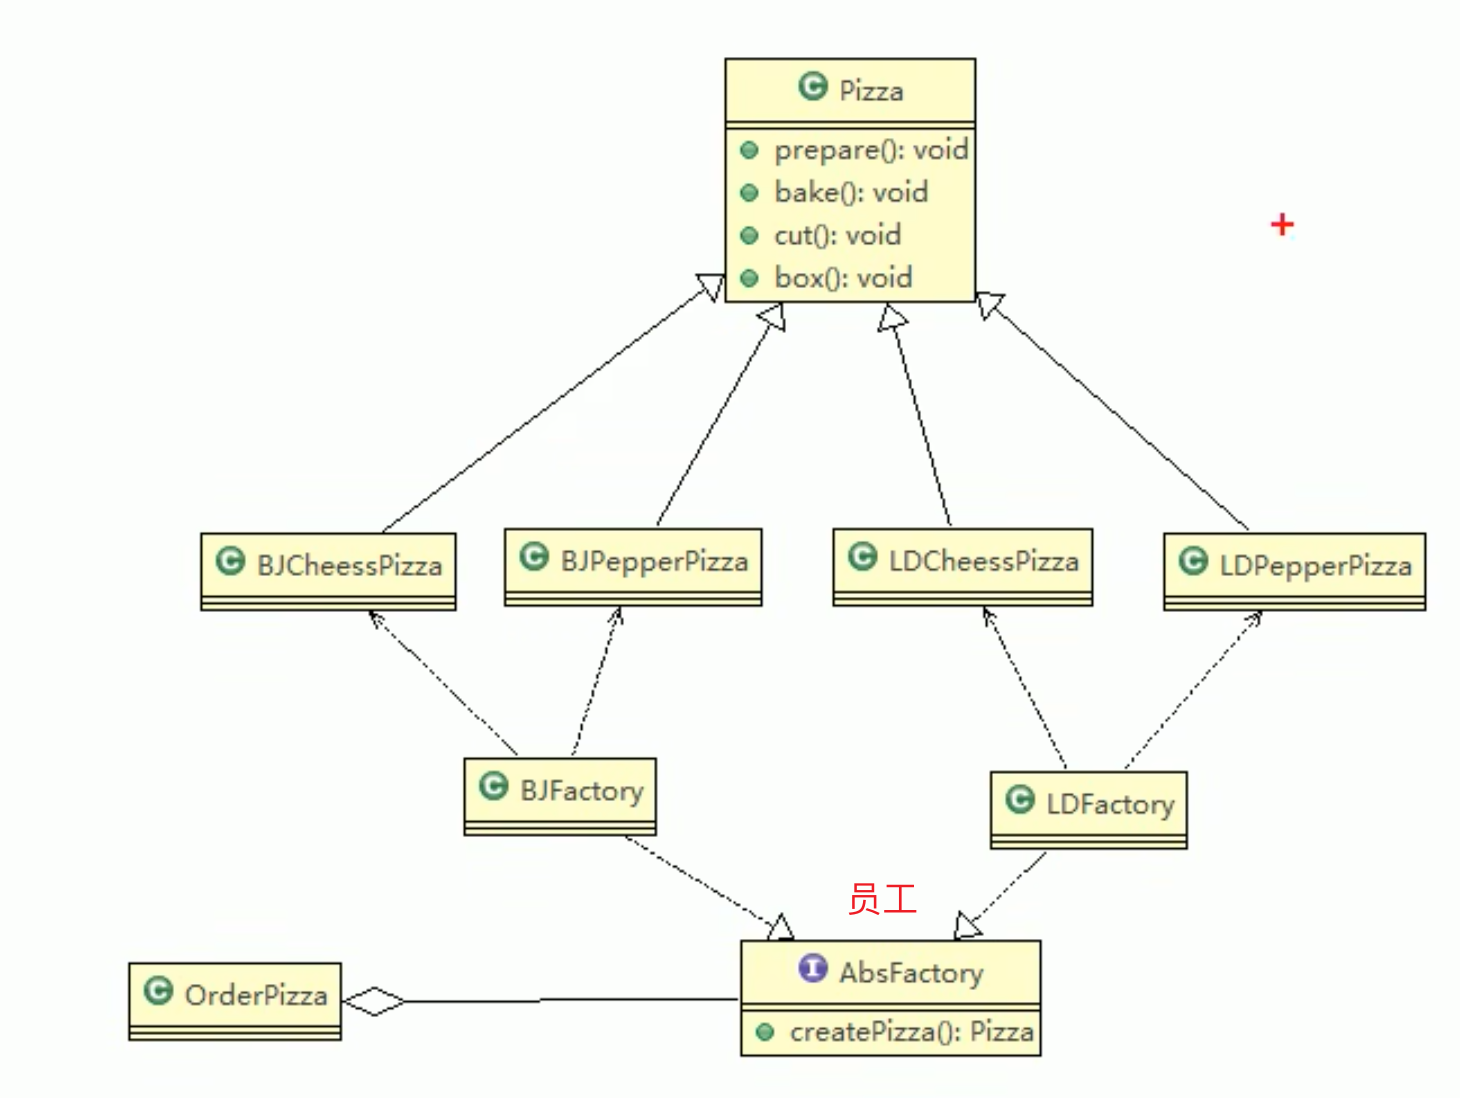 C Pizza
prepare(): void
bake(): void
cut(): void
box(): void
C BJCheessPizza
C BJPepperPizza
C LDCheessPizza
C LDPepperPizza
C BJFactory
C LDFactory
员工
I AbsFactory
createPizza(): Pizza
C OrderPizza